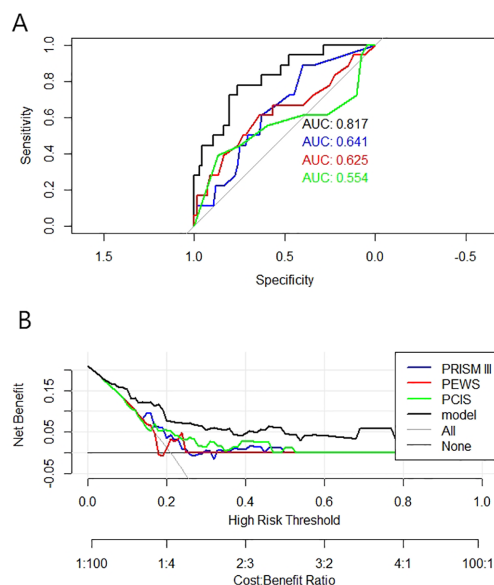 A
Sensitivity
1.0
0.8
0.6
0.4
0.2
0.0
AUC: 0.817
AUC: 0.641
AUC: 0.625
AUC: 0.554
1.5 1.0 0.5 0.0 -0.5
Specificity
B
Net Benefit
0.15
0.05
-0.05
PRISM III
PEWS
PCIS
model
All
None
0.0 0.2 0.4 0.6 0.8 1.0
High Risk Threshold
1:100 1:4 2:3 3:2 4:1 100:1
Cost:Benefit Ratio